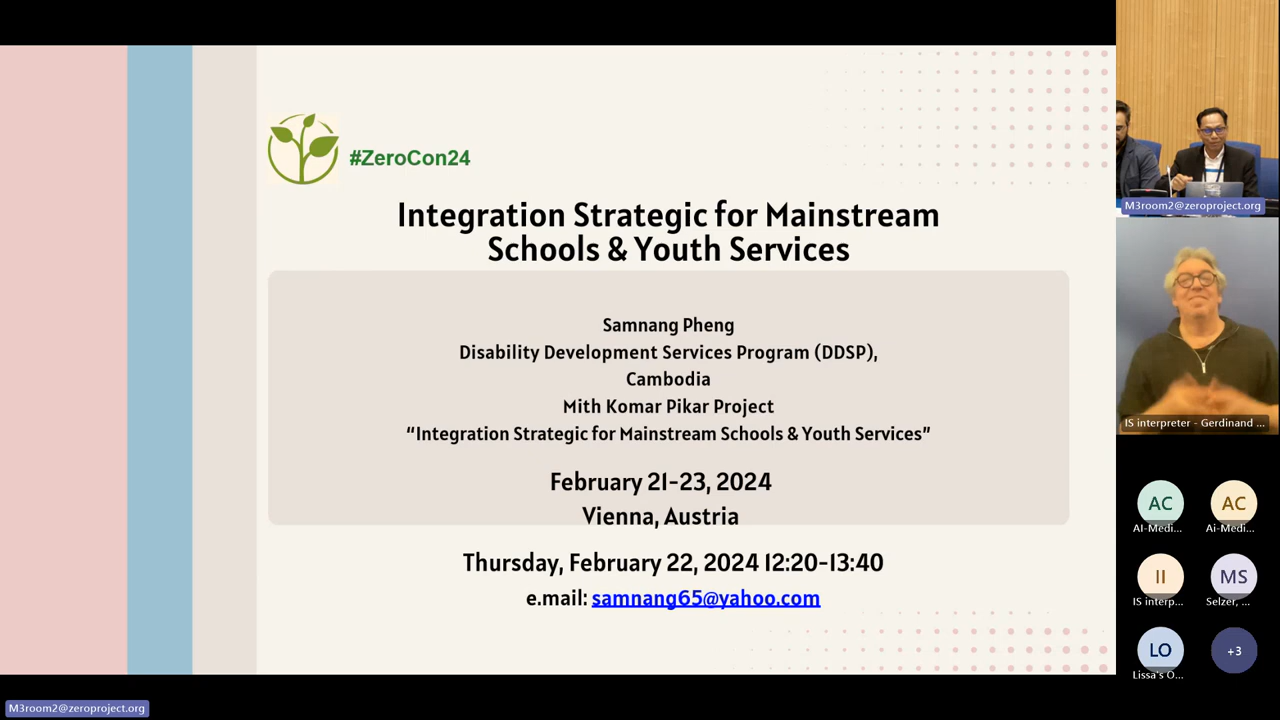 #ZeroCon24
Integration Strategic for Mainstream
Schools & Youth Services
Samnang Pheng
Disability Development Services Program (DDSP),
Cambodia
Mith Komar Pikar Project
“Integration Strategic for Mainstream Schools & Youth Services”
February 21-23, 2024
Vienna, Austria
Thursday, February 22, 2024 12:20-13:40
e.mail: samnang65@yahoo.com
M3room2@zeroproject.org
IS interpreter - Gerdinand ...
AC
AC
AI-Medi...
Ai-Medi...
II
MS
IS interp...
Selzer, ...
LO
+3
Lissa's O...
M3room2@zeroproject.org